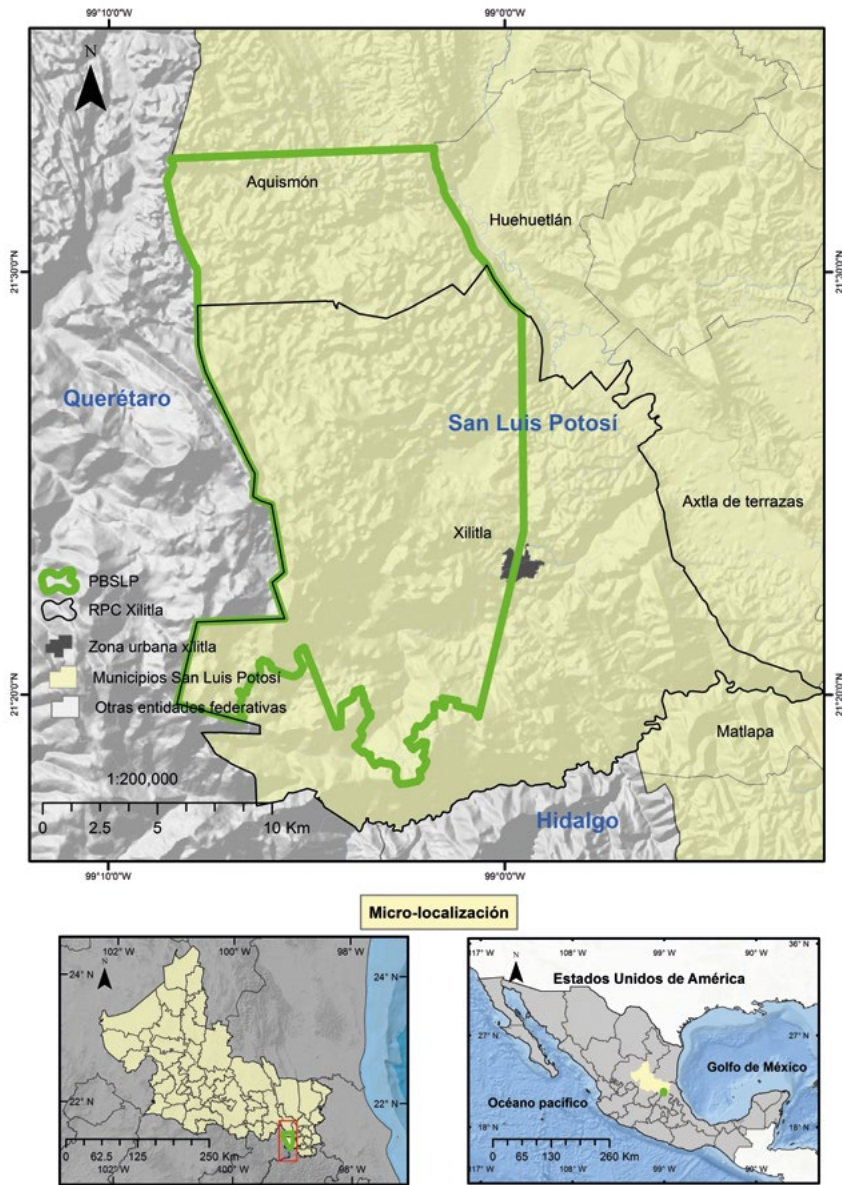 99°10'0"W 99°0'0"W
N
Aquismón
Huehuetlán
21°30'0"N 21°30'0"N
Querétaro
San Luis Potosí
Axtla de terrazas
Xilitla
PBSLP
RPC Xilitla
Zona urbana xilitla
Municipios San Luis Potosí
Otras entidades federativas
21°20'0"N 21°20'0"N
Matlapa
1:200,000
0 2.5 5 10 Km
Hidalgo
99°10'0"W 99°0'0"W
Micro-localización
102° W 100° W 98° W
24° N 24° N
N
22° N 22° N
0 62.5 125 250 Km
102° W 100° W 98° W
117° W 108° W 99° W 90° W 36° N
N
Estados Unidos de América
27° N 27° N
Golfo de México
Océano pacífico
18° N 18° N
0 65 130 260 Km
117° W 108° W 99° W 90° W